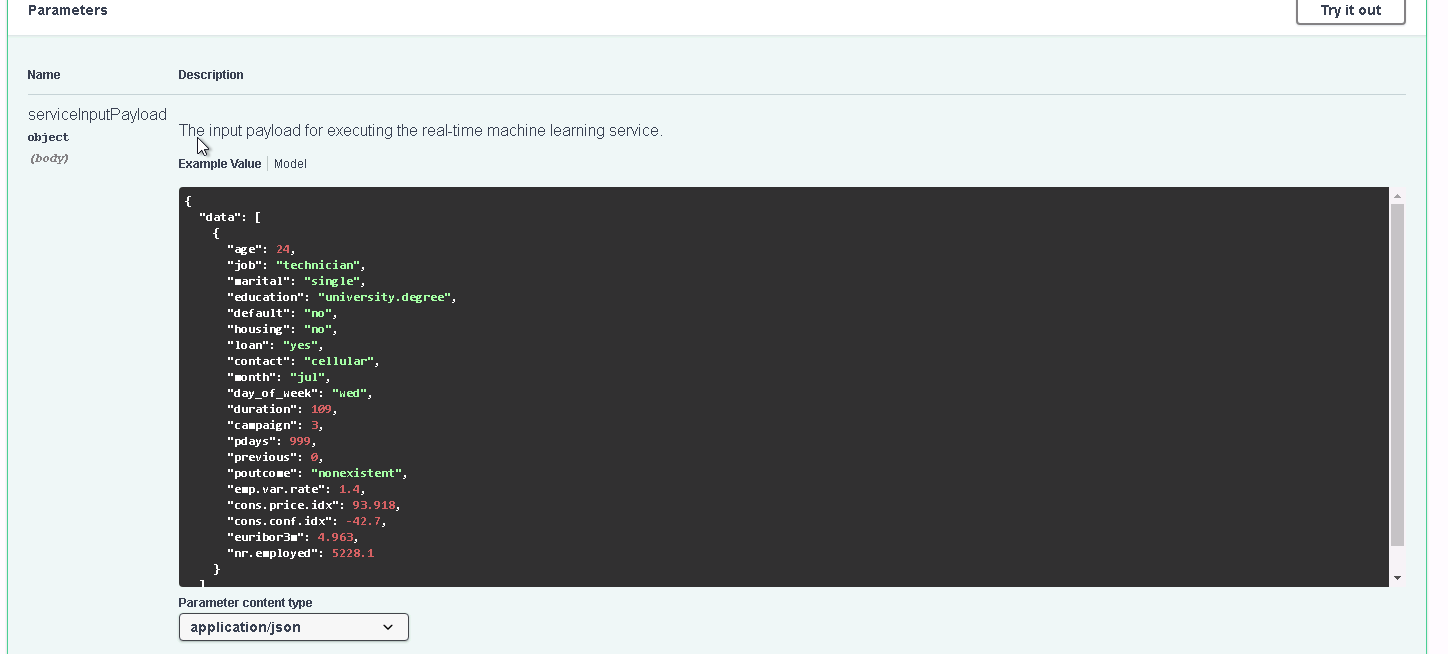 Parameters
Try it out
Name
Description
serviceInputPayload
object
(body)
The input payload for executing the real-time machine learning service.
Example Value | Model
{
"data": [
{
"age": 24,
"job": "technician",
"marital": "single",
"education": "university.degree",
"default": "no",
"housing": "no",
"loan": "yes",
"contact": "cellular",
"month": "jul",
"day_of_week": "wed",
"duration": 109,
"campaign": 3,
"pdays": 999,
"previous": 0,
"poutcome": "nonexistent",
"emp.var.rate": 1.4,
"cons.price.idx": 93.918,
"cons.conf.idx": -42.7,
"euribor3m": 4.963,
"nr.employed": 5228.1
}
]
Parameter content type
application/json